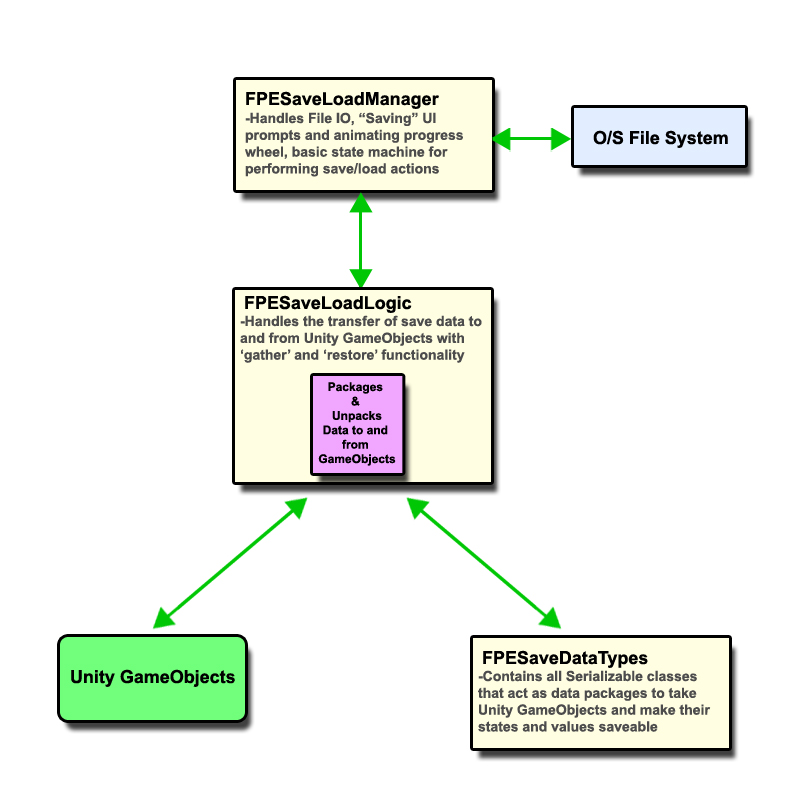 FPESaveLoadManager
-Handles File IO, “Saving” UI
prompts and animating progress
wheel, basic state machine for
performing save/load actions
O/S File System
FPESaveLoadLogic
-Handles the transfer of save data to
and from Unity GameObjects with
‘gather’ and ‘restore’ functionality
Packages
&
Unpacks
Data to and
from
GameObjects
Unity GameObjects
FPESaveDataTypes
-Contains all Serializable classes
that act as data packages to take
Unity GameObjects and make their
states and values saveable